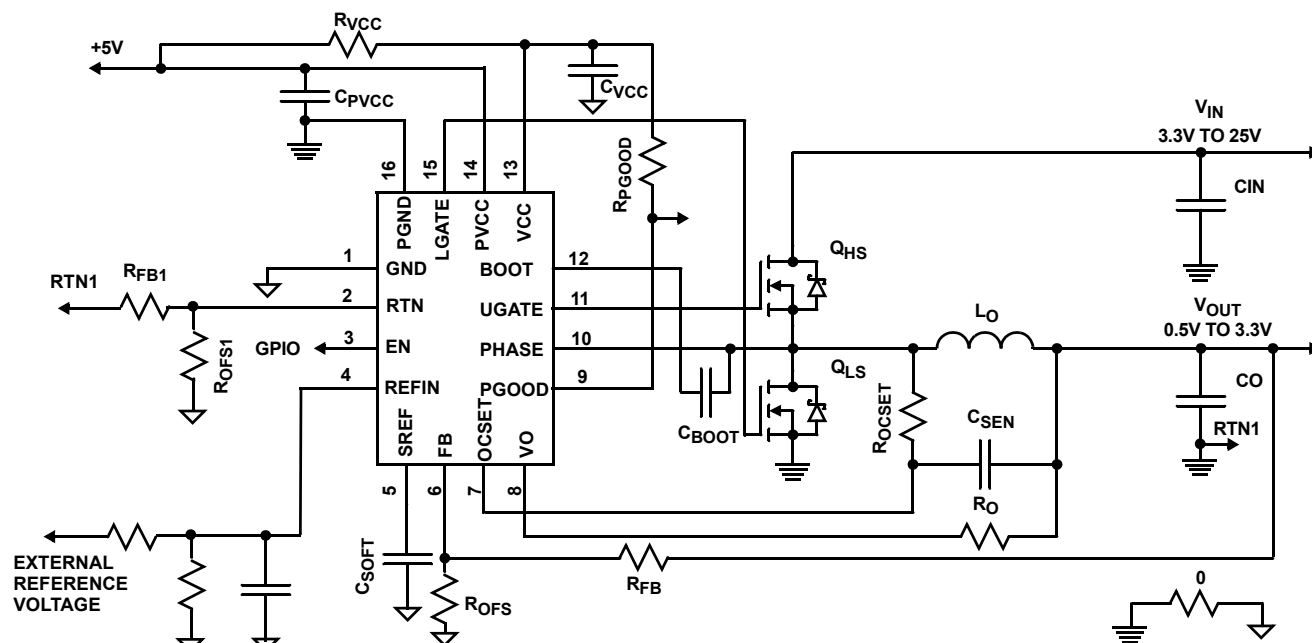 RVCC
+5V
CPVCC
CVCC
VIN
3.3V TO 25V
16
15
14
13
RPGOOD
CIN
PGND
LGATE
PVCC
VCC
QHS
1
GND
BOOT
12
RTN1
RFB1
2
RTN
UGATE
11
LO
VOUT
0.5V TO 3.3V
GPIO
3
EN
PHASE
10
ROFS1
4
REFIN
PGOOD
9
QLS
CO
CBOOT
ROCSET
CSEN
RTN1
SREF
FB
OCSET
VO
5
6
7
8
RO
EXTERNAL
REFERENCE
VOLTAGE
CSOFT
ROFS
RFB
0